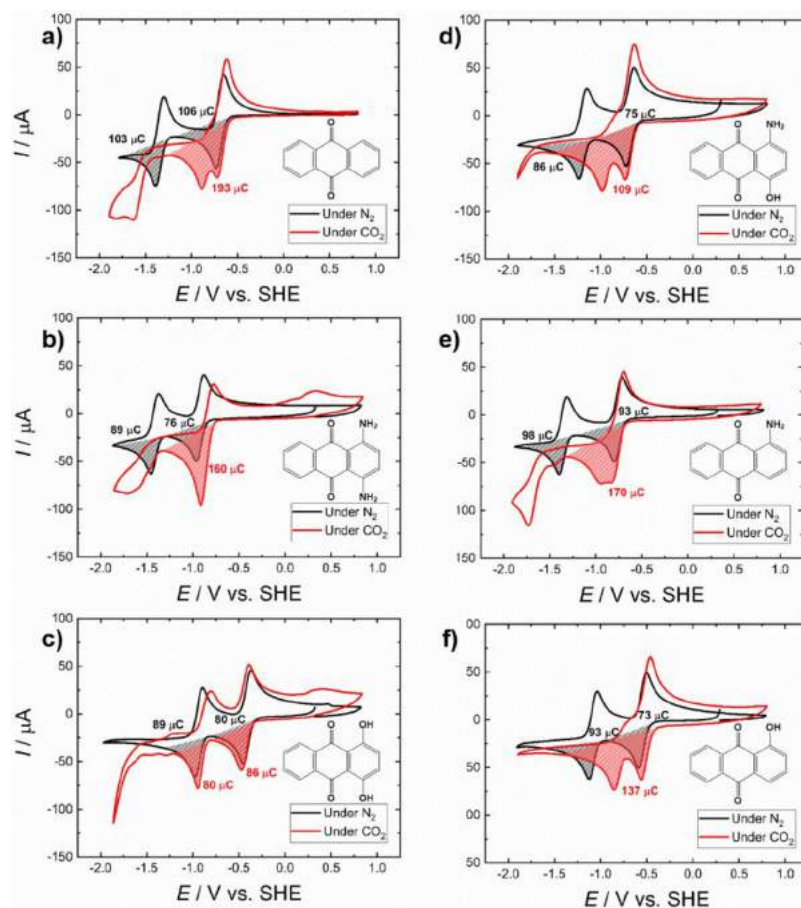 a)
100
50
0
-50
-100
-150
I / μA
103 μC
106 μC
193 μC
O
O
Under N2
Under CO2
-2.0 -1.5 -1.0 -0.5 0.0 0.5 1.0
E / V vs. SHE
d)
100
50
0
-50
-100
-150
I / μA
75 μC
86 μC
109 μC
O NH2
O OH
Under N2
Under CO2
-2.0 -1.5 -1.0 -0.5 0.0 0.5 1.0
E / V vs. SHE
b)
100
50
0
-50
-100
-150
I / μA
89 μC
76 μC
160 μC
O NH2
O NH2
Under N2
Under CO2
-2.0 -1.5 -1.0 -0.5 0.0 0.5 1.0
E / V vs. SHE
e)
100
50
0
-50
-100
-150
I / μA
98 μC
93 μC
170 μC
O NH2
O
Under N2
Under CO2
-2.0 -1.5 -1.0 -0.5 0.0 0.5 1.0
E / V vs. SHE
c)
100
50
0
-50
-100
-150
I / μA
89 μC
80 μC
80 μC
86 μC
O OH
O OH
Under N2
Under CO2
-2.0 -1.5 -1.0 -0.5 0.0 0.5 1.0
E / V vs. SHE
f)
00
50
0
50
00
50
I / μA
93 μC
73 μC
137 μC
O OH
O
Under N2
Under CO2
-2.0 -1.5 -1.0 -0.5 0.0 0.5 1.0
E / V vs. SHE